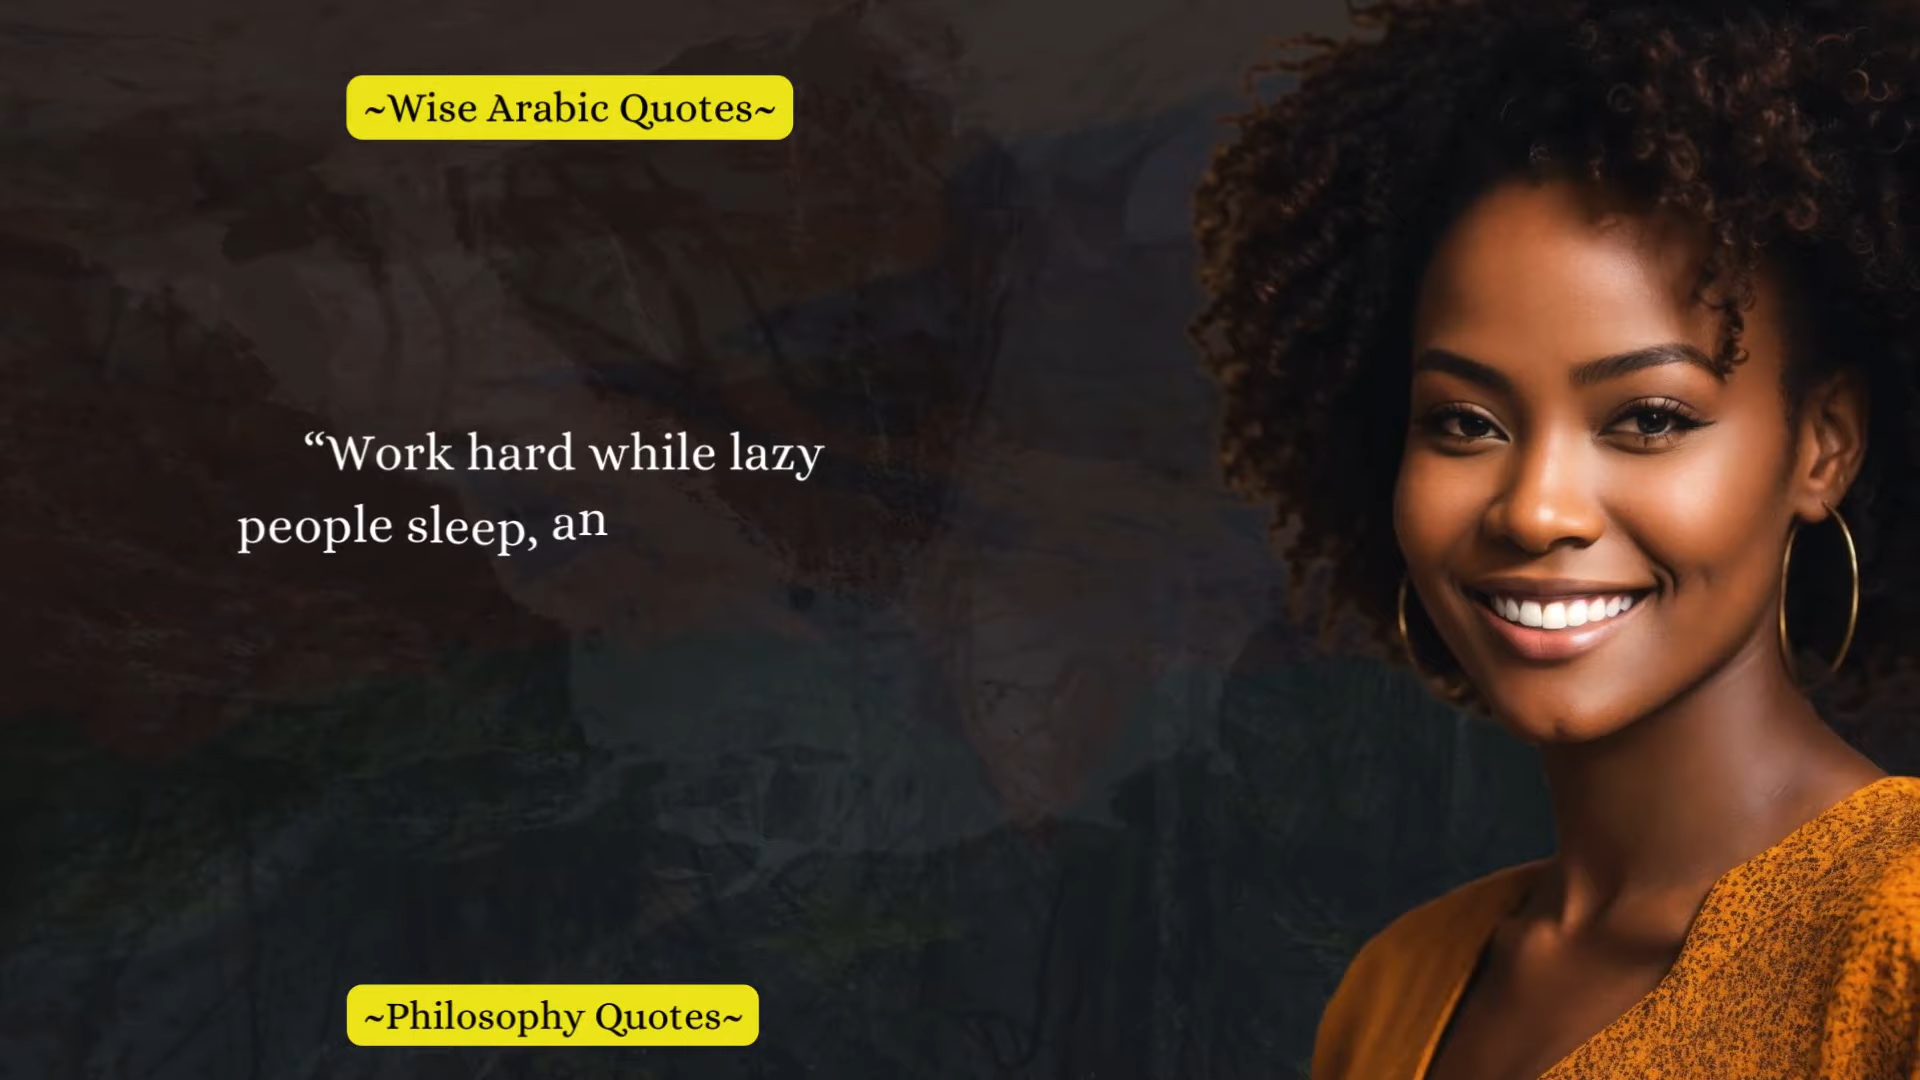 ~Wise Arabic Quotes~
“Work hard while lazy
people sleep, an
~Philosophy Quotes~